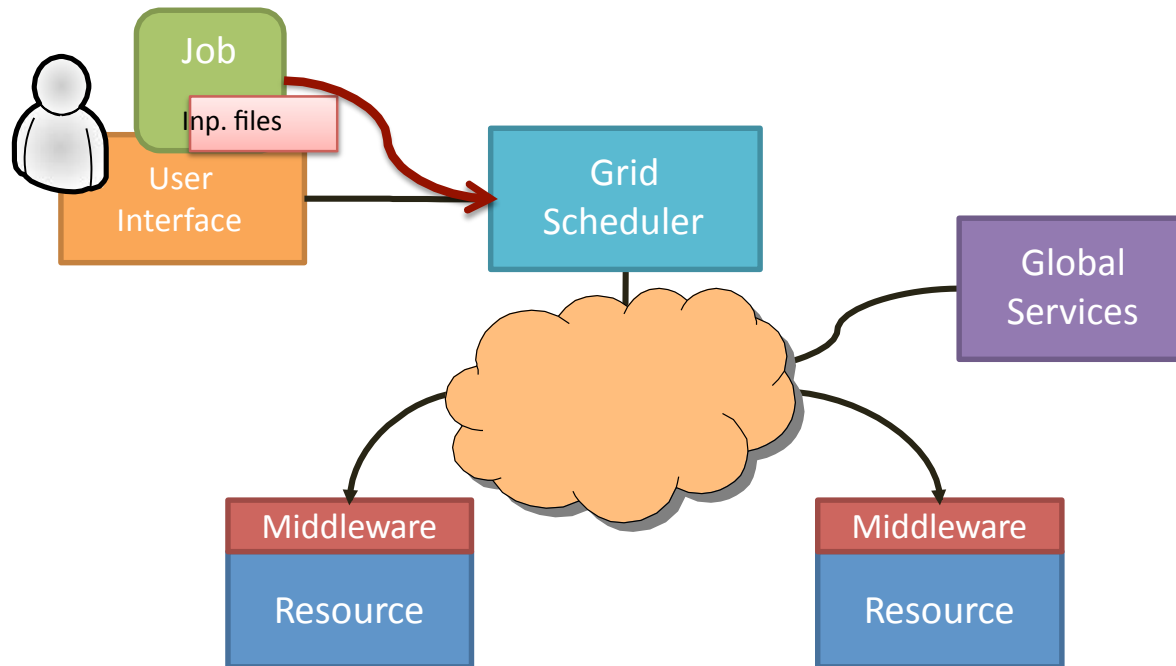 Job
Inp. files
User
Interface
Grid
Scheduler
Global
Services
Middleware
Resource
Middleware
Resource